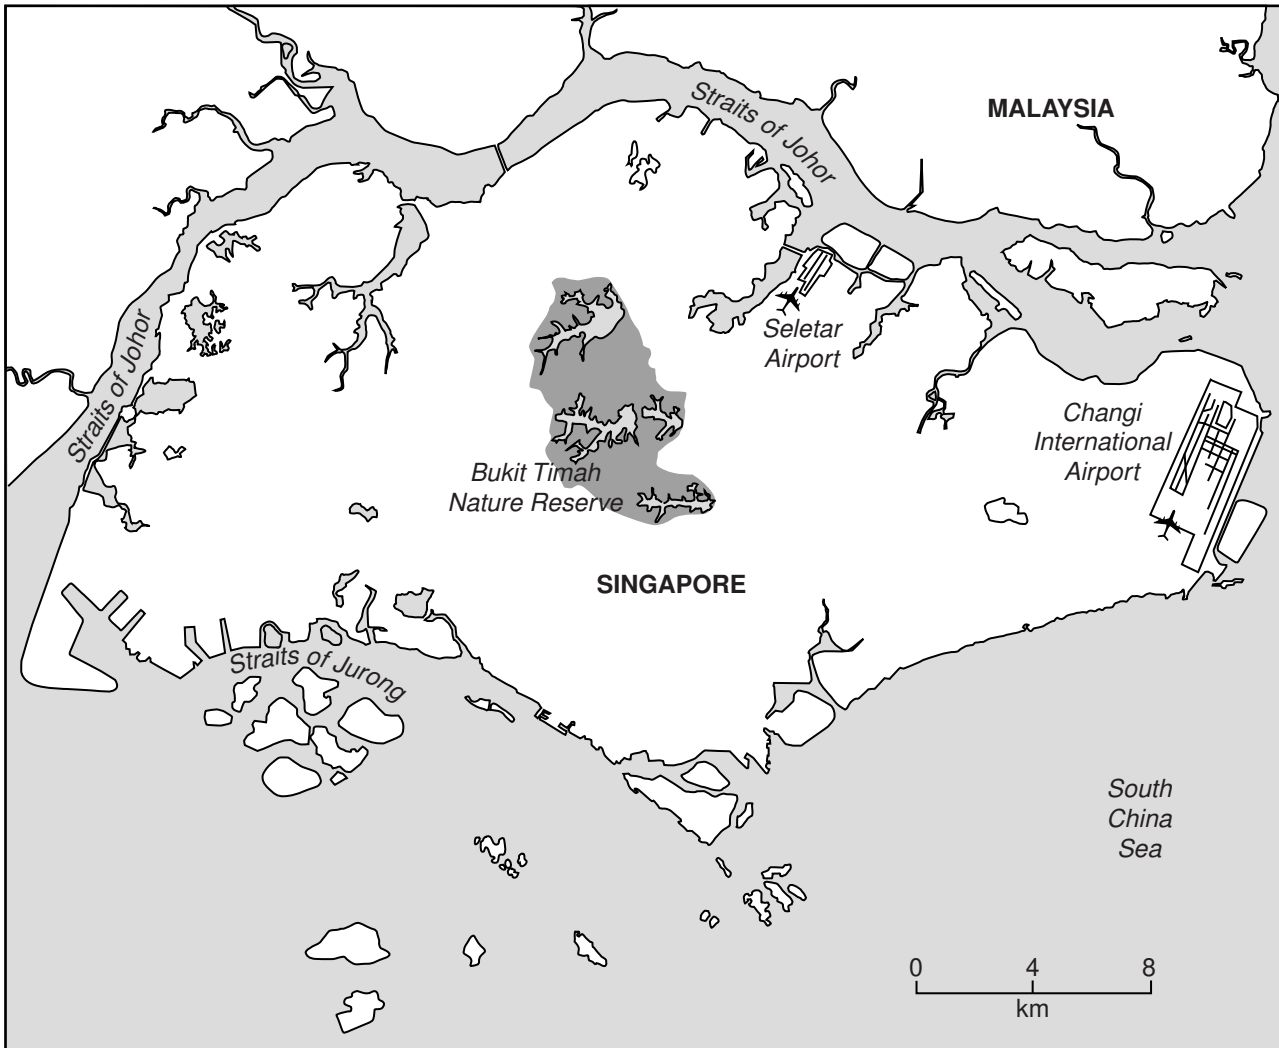 Straits of Johor
MALAYSIA
Straits of Johor
Seletar
Airport
Changi
International
Airport
Bukit Timah
Nature Reserve
SINGAPORE
Straits of Jurong
South
China
Sea
0 4 8
km